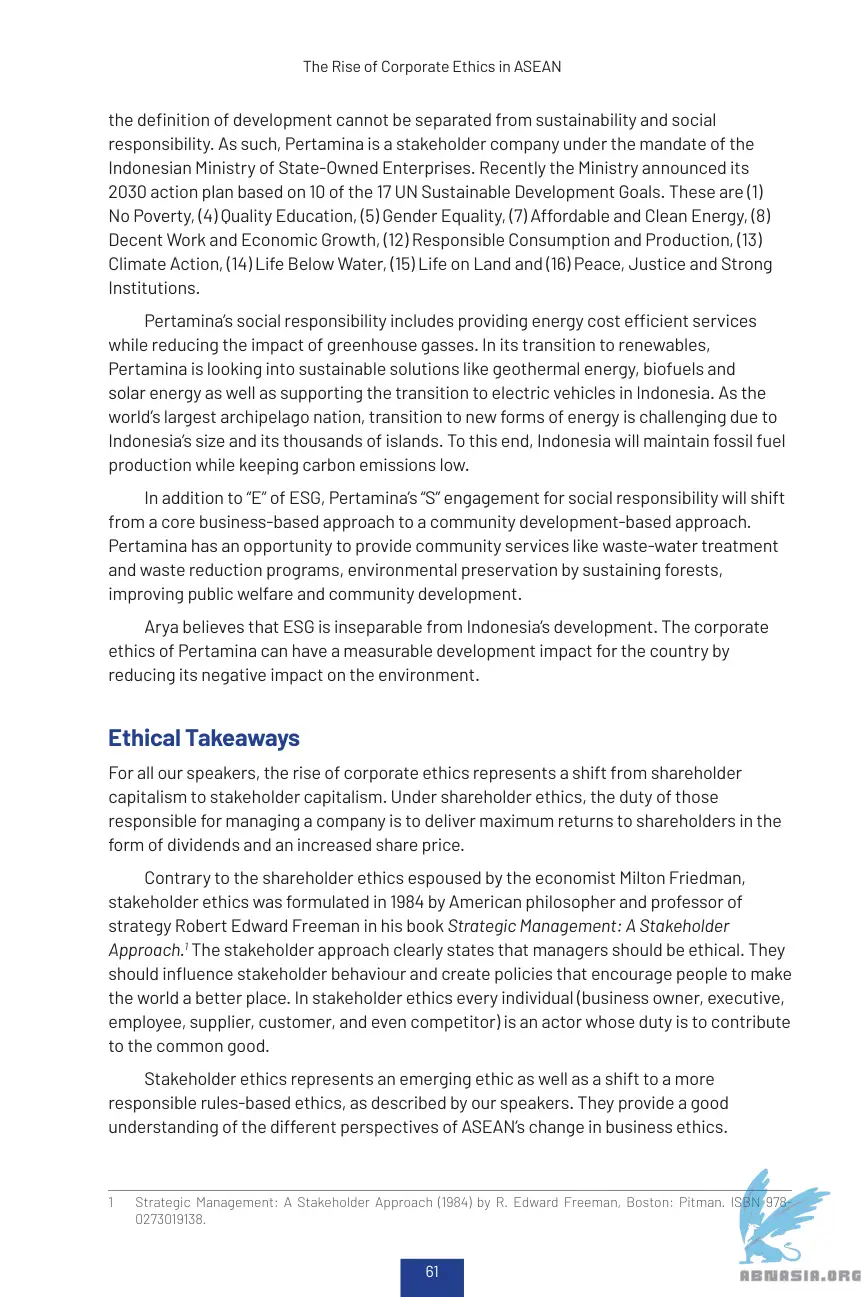 The Rise of Corporate Ethics in ASEAN
the definition of development cannot be separated from sustainability and social
responsibility. As such, Pertamina is a stakeholder company under the mandate of the
Indonesian Ministry of State-Owned Enterprises. Recently the Ministry announced its
2030 action plan based on 10 of the 17 UN Sustainable Development Goals. These are (1)
No Poverty, (4) Quality Education, (5) Gender Equality, (7) Affordable and Clean Energy, (8)
Decent Work and Economic Growth, (12) Responsible Consumption and Production, (13)
Climate Action, (14) Life Below Water, (15) Life on Land and (16) Peace, Justice and Strong
Institutions.
Pertamina’s social responsibility includes providing energy cost efficient services
while reducing the impact of greenhouse gasses. In its transition to renewables,
Pertamina is looking into sustainable solutions like geothermal energy, biofuels and
solar energy as well as supporting the transition to electric vehicles in Indonesia. As the
world’s largest archipelago nation, transition to new forms of energy is challenging due to
Indonesia’s size and its thousands of islands. To this end, Indonesia will maintain fossil fuel
production while keeping carbon emissions low.
In addition to “E” of ESG, Pertamina’s “S” engagement for social responsibility will shift
from a core business-based approach to a community development-based approach.
Pertamina has an opportunity to provide community services like waste-water treatment
and waste reduction programs, environmental preservation by sustaining forests,
improving public welfare and community development.
Arya believes that ESG is inseparable from Indonesia’s development. The corporate
ethics of Pertamina can have a measurable development impact for the country by
reducing its negative impact on the environment.
Ethical Takeaways
For all our speakers, the rise of corporate ethics represents a shift from shareholder
capitalism to stakeholder capitalism. Under shareholder ethics, the duty of those
responsible for managing a company is to deliver maximum returns to shareholders in the
form of dividends and an increased share price.
Contrary to the shareholder ethics espoused by the economist Milton Friedman,
stakeholder ethics was formulated in 1984 by American philosopher and professor of
strategy Robert Edward Freeman in his book Strategic Management: A Stakeholder
Approach.1 The stakeholder approach clearly states that managers should be ethical. They
should influence stakeholder behaviour and create policies that encourage people to make
the world a better place. In stakeholder ethics every individual (business owner, executive,
employee, supplier, customer, and even competitor) is an actor whose duty is to contribute
to the common good.
Stakeholder ethics represents an emerging ethic as well as a shift to a more
responsible rules-based ethics, as described by our speakers. They provide a good
understanding of the different perspectives of ASEAN’s change in business ethics.
1 Strategic Management: A Stakeholder Approach (1984) by R. Edward Freeman, Boston: Pitman. ISBN 978-
0273019138.
61
ABNASIA.ORG